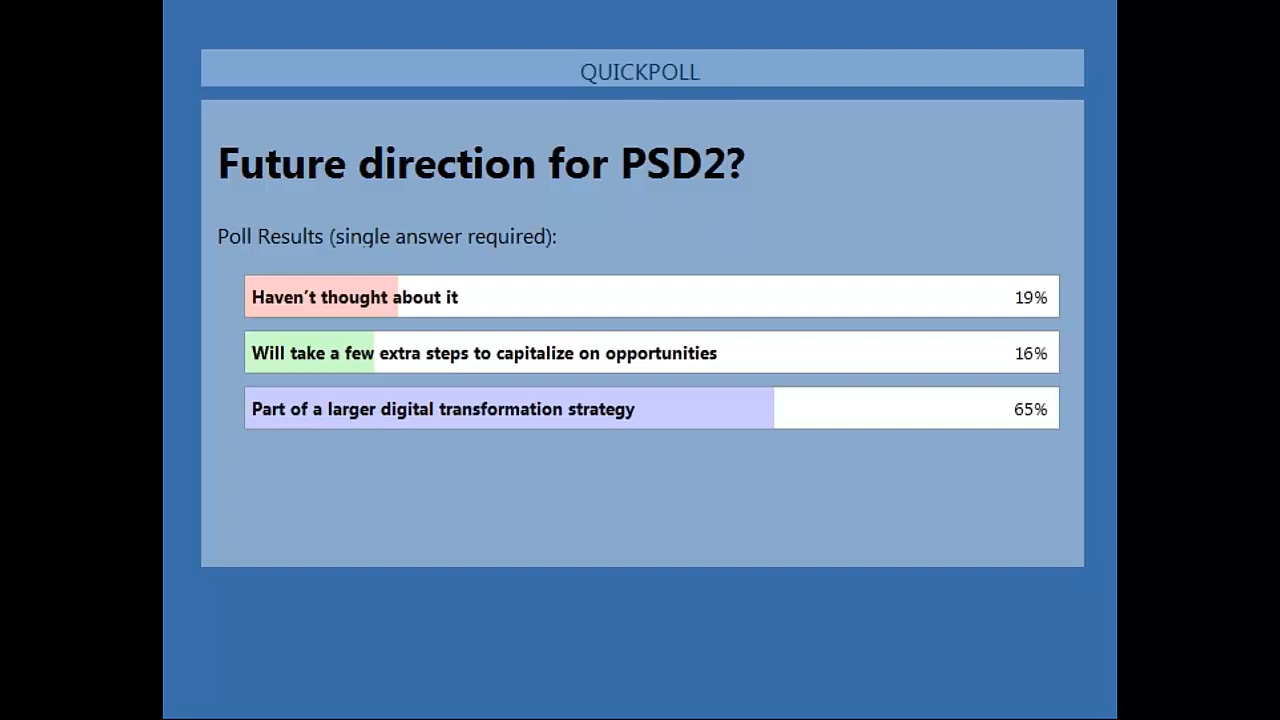 QUICKPOLL
Future direction for PSD2?
Poll Results (single answer required):
Haven’t thought about it 19%
Will take a few extra steps to capitalize on opportunities 16%
Part of a larger digital transformation strategy 65%